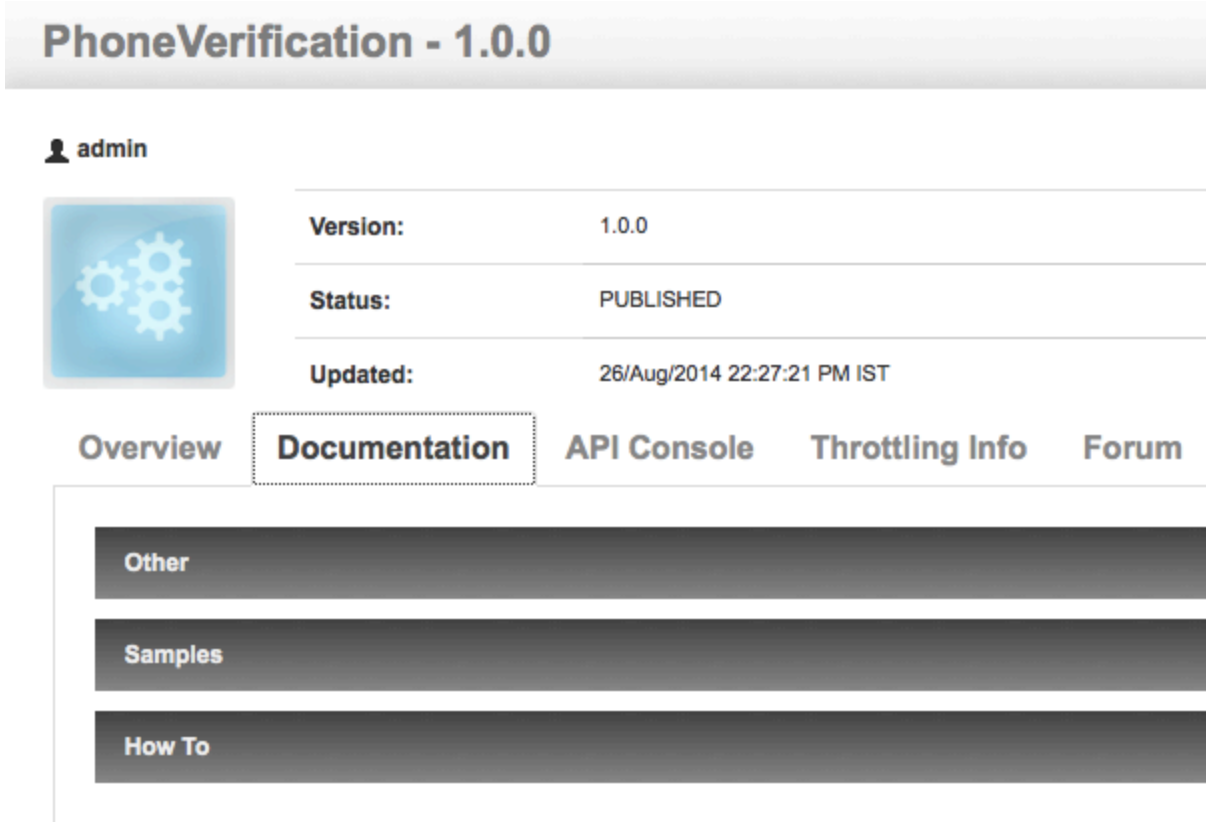 PhoneVerification - 1.0.0
admin
Version: 1.0.0
Status: PUBLISHED
Updated: 26/Aug/2014 22:27:21 PM IST
Overview Documentation API Console Throttling Info Forum
Other
Samples
How To